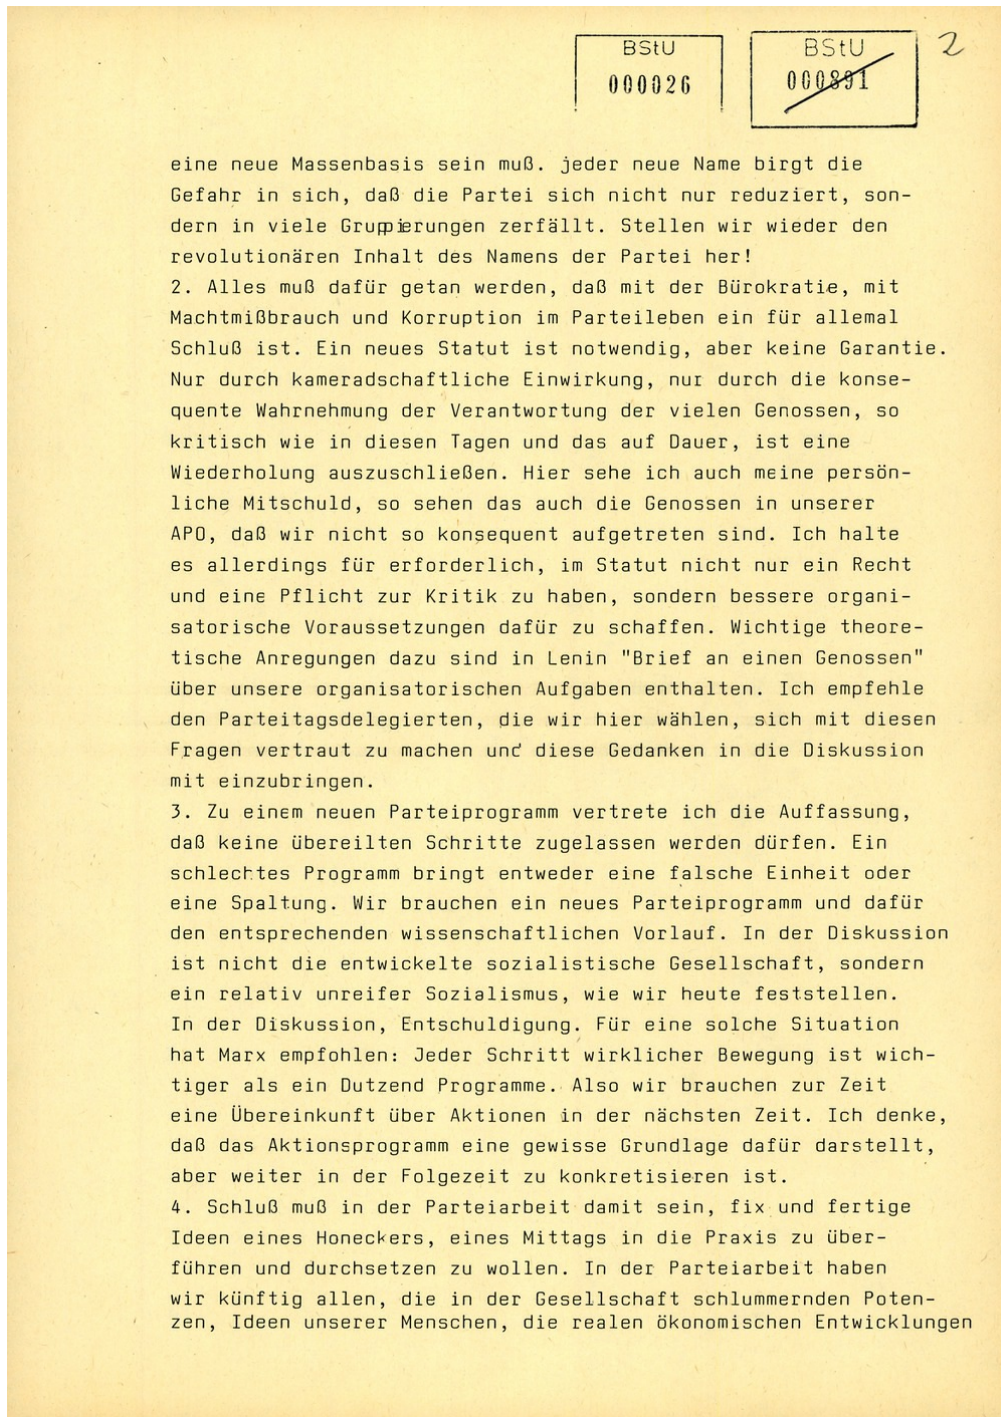 BStU
000026
BStU
000891
2
eine neue Massenbasis sein muß. jeder neue Name birgt die
Gefahr in sich, daß die Partei sich nicht nur reduziert, son-
dern in viele Gruppierungen zerfällt. Stellen wir wieder den
revolutionären Inhalt des Namens der Partei her!
2. Alles muß dafür getan werden, daß mit der Bürokratie, mit
Machtmißbrauch und Korruption im Parteileben ein für allemal
Schluß ist. Ein neues Statut ist notwendig, aber keine Garantie.
Nur durch kameradschaftliche Einwirkung, nur durch die konse-
quente Wahrnehmung der Verantwortung der vielen Genossen, so
kritisch wie in diesen Tagen und das auf Dauer, ist eine
Wiederholung auszuschließen. Hier sehe ich auch meine persön-
liche Mitschuld, so sehen das auch die Genossen in unserer
APO, daß wir nicht so konsequent aufgetreten sind. Ich halte
es allerdings für erforderlich, im Statut nicht nur ein Recht
und eine Pflicht zur Kritik zu haben, sondern bessere organi-
satorische Voraussetzungen dafür zu schaffen. Wichtige theore-
tische Anregungen dazu sind in Lenin "Brief an einen Genossen"
über unsere organisatorischen Aufgaben enthalten. Ich empfehle
den Parteitagsdelegierten, die wir hier wählen, sich mit diesen
Fragen vertraut zu machen und diese Gedanken in die Diskussion
mit einzubringen.
3. Zu einem neuen Parteiprogramm vertrete ich die Auffassung,
daß keine übereilten Schritte zugelassen werden dürfen. Ein
schlechtes Programm bringt entweder eine falsche Einheit oder
eine Spaltung. Wir brauchen ein neues Parteiprogramm und dafür
den entsprechenden wissenschaftlichen Vorlauf. In der Diskussion
ist nicht die entwickelte sozialistische Gesellschaft, sondern
ein relativ unreifer Sozialismus, wie wir heute feststellen.
In der Diskussion, Entschuldigung. Für eine solche Situation
hat Marx empfohlen: Jeder Schritt wirklicher Bewegung ist wich-
tiger als ein Dutzend Programme. Also wir brauchen zur Zeit
eine Übereinkunft über Aktionen in der nächsten Zeit. Ich denke,
daß das Aktionsprogramm eine gewisse Grundlage dafür darstellt,
aber weiter in der Folgezeit zu konkretisieren ist.
4. Schluß muß in der Parteiarbeit damit sein, fix und fertige
Ideen eines Honeckers, eines Mittags in die Praxis zu über-
führen und durchsetzen zu wollen. In der Parteiarbeit haben
wir künftig allen, die in der Gesellschaft schlummernden Poten-
zen, Ideen unserer Menschen, die realen ökonomischen Entwicklungen